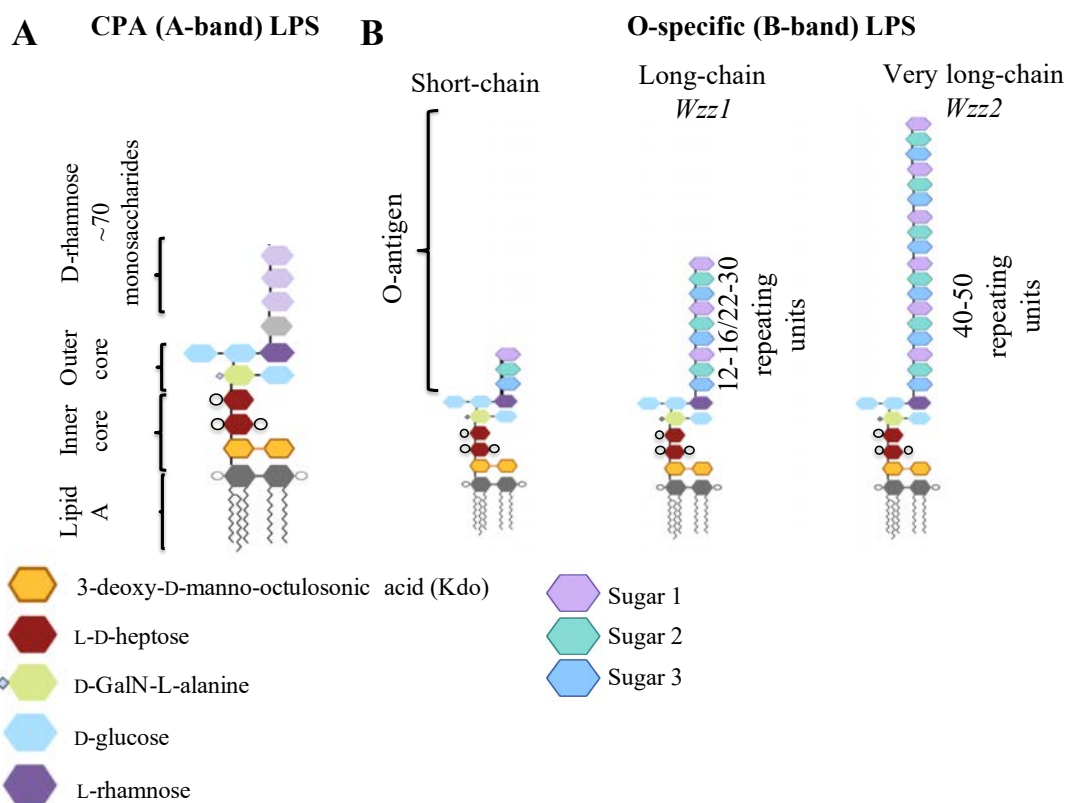 A
CPA (A-band) LPS
B
O-specific (B-band) LPS
Short-chain
Long-chain
Wzz1
Very long-chain
Wzz2
D-rhamnose
~70
monosaccharides
Outer
core
Inner
core
Lipid
A
O-antigen
12-16/22-30
repeating
units
40-50
repeating
units
3-deoxy-D-manno-octulosonic acid (Kdo)
L-D-heptose
D-GalN-L-alanine
D-glucose
L-rhamnose
Sugar 1
Sugar 2
Sugar 3